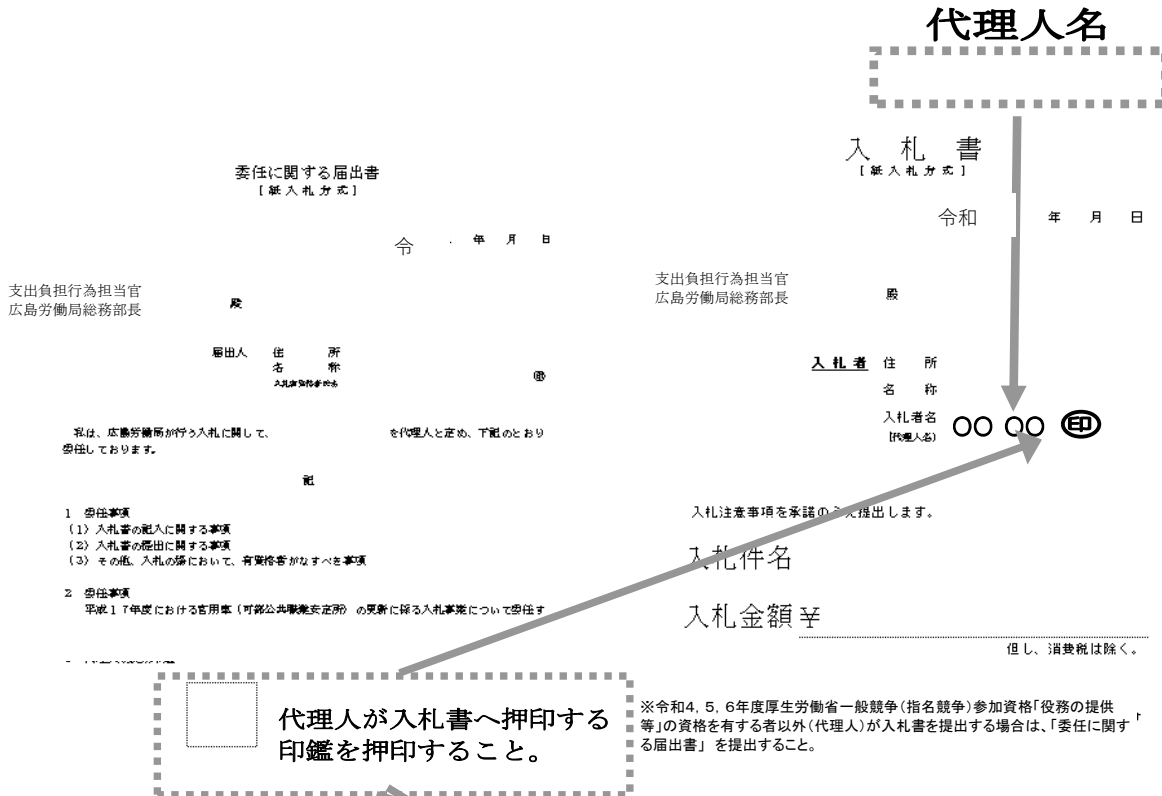 代理人名
委任に関する届出書
[紙入札方式]
令 年 月 日
支出負担行為担当官
広島労働局総務部長
殿
届出人 住 所
名 称
㊞
私は、広島労働局が行う入札に関して、 を代理人と定め、下記のとおり
委任しております。
記
1 委任事項
(1) 入札書の記入に関する事項
(2) 入札書の提出に関する事項
(3) その他、入札の際において、有資格者がなすべき事項
2 委任事項
平成17年度における官用車(可部公共職業安定所)の更新に係る入札事案について委任す
代理人が入札書へ押印する
印鑑を押印すること。
入 札 書
[紙入札方式]
令和 年 月 日
支出負担行為担当官
広島労働局総務部長
殿
入札者 住 所
名 称
入札者名
[代理人名]
○○ ○○ ㊞
入札注意事項を承諾のうえ提出します。
入札件名
入札金額 ¥
但し、消費税は除く。
※令和4,5,6年度厚生労働省一般競争(指名競争)参加資格「役務の提供
等」の資格を有する者以外(代理人)が入札書を提出する場合は、「委任に関す
る届出書」 を提出すること。